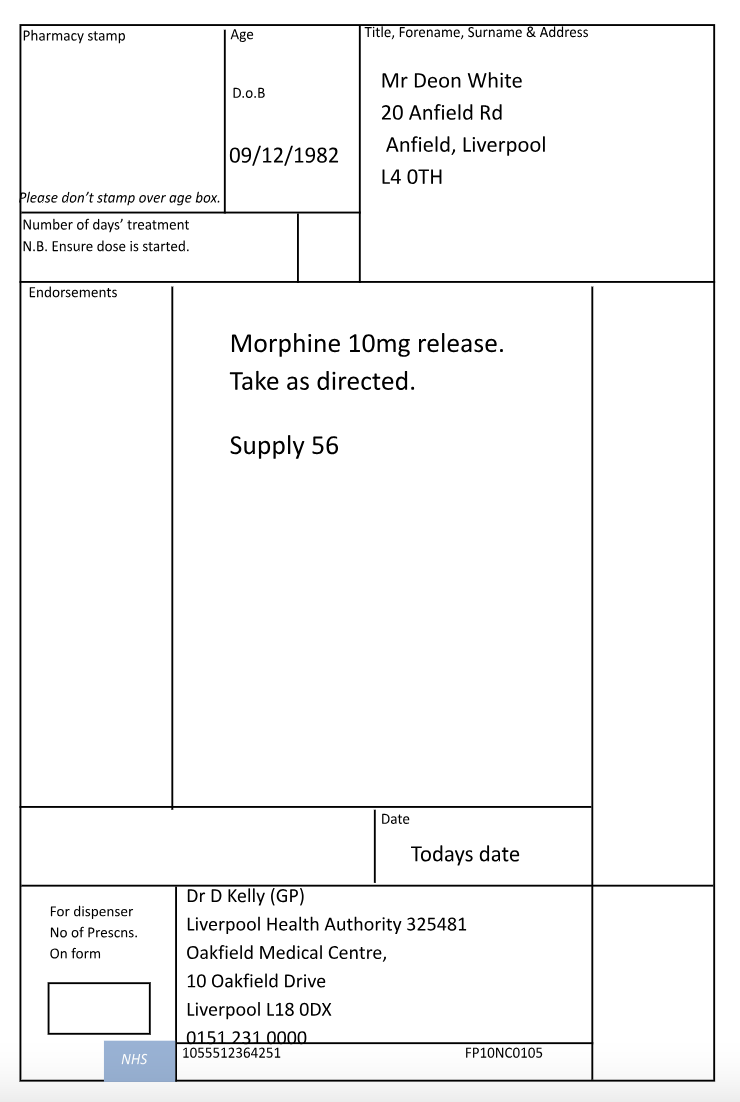 Pharmacy stamp
Age
Title, Forename, Surname & Address
D.o.B
Mr Deon White
20 Anfield Rd
Anfield, Liverpool
L4 0TH
09/12/1982
Please don’t stamp over age box.
Number of days’ treatment
N.B. Ensure dose is started.
Endorsements
Morphine 10mg release.
Take as directed.
Supply 56
Date
Todays date
For dispenser
No of Prescns.
On form
Dr D Kelly (GP)
Liverpool Health Authority 325481
Oakfield Medical Centre,
10 Oakfield Drive
Liverpool L18 0DX
0151 231 0000
NHS
1055512364251
FP10NC0105